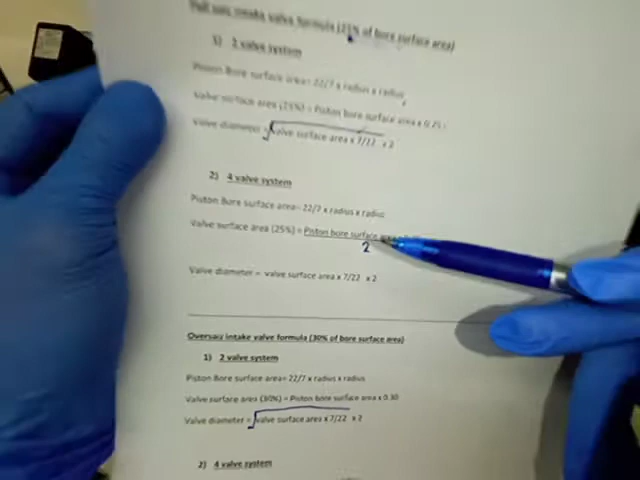 intake valve formula (25% of bore surface area)
1) 2 valve system
Piston Bore surface area= 22/7 x radius x radius
Valve surface area (25%) = Piston bore surface area x 0.25
Valve diameter = √valve surface area x 7/22 x 2
2) 4 valve system
Piston Bore surface area= 22/7 x radius x radius
Valve surface area (25%) = Piston bore surface
2
Valve diameter = valve surface area x 7/22 x 2
Oversau intake valve formula (30% of bore surface area)
1) 2 valve system
Piston Bore surface area= 22/7 x radius x radius
Valve surface area (30%) = Piston bore surface area x 0.30
Valve diameter = √valve surface area x 7/22 x 2
2) 4 valve system